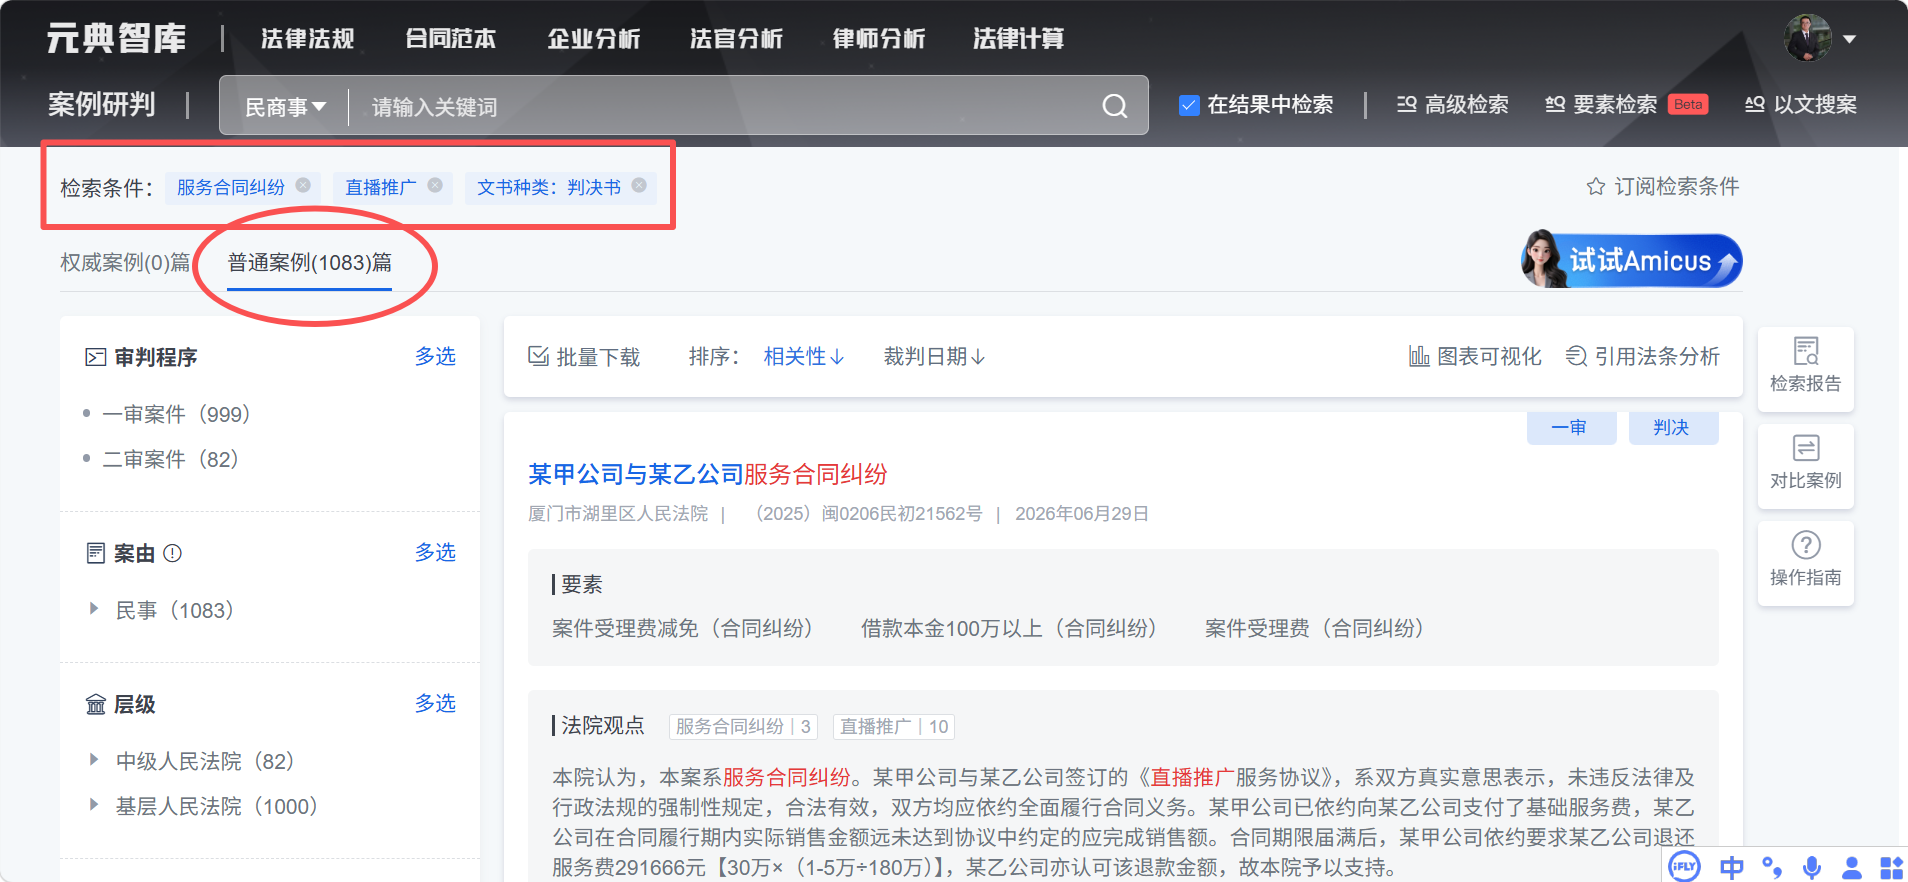 元典智库 | 法律法规 合同范本 企业分析 法官分析 律师分析 法律计算
案例研判 | 民商事 请输入关键词 在结果中检索 | 高级检索 要素检索 Beta 以文搜案
检索条件： 服务合同纠纷 直播推广 文书种类：判决书 订阅检索条件
权威案例(0)篇 普通案例(1083)篇 试试Amicus
审判程序 多选
一审案件（999）
二审案件（82）
案由 多选
民事（1083）
层级 多选
中级人民法院（82）
基层人民法院（1000）
批量下载 排序： 相关性↓ 裁判日期↓ 图表可视化 引用法条分析
一审 判决
某甲公司与某乙公司服务合同纠纷
厦门市湖里区人民法院 | （2025）闽0206民初21562号 | 2026年06月29日
要素
案件受理费减免（合同纠纷） 借款本金100万以上（合同纠纷） 案件受理费（合同纠纷）
法院观点 服务合同纠纷 | 3 直播推广 | 10
本院认为，本案系服务合同纠纷。某甲公司与某乙公司签订的《直播推广服务协议》，系双方真实意思表示，未违反法律及
行政法规的强制性规定，合法有效，双方均应依约全面履行合同义务。某甲公司已依约向某乙公司支付了基础服务费，某乙
公司在合同履行期内实际销售金额远未达到协议中约定的应完成销售额。合同期限届满后，某甲公司依约要求某乙公司退还
服务费291666元【30万×（1-5万÷180万）】，某乙公司亦认可该退款金额，故本院予以支持。
检索报告
对比案例
操作指南
iFLY 中